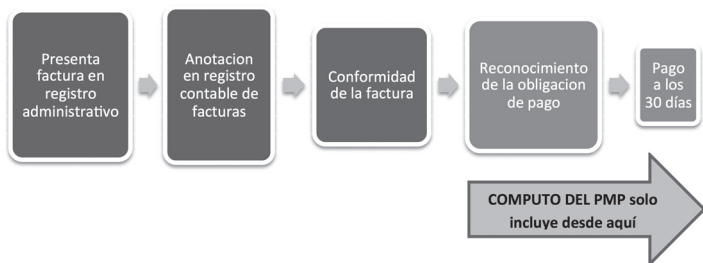 Presenta
factura en
registro
administrativo
Anotacion
en registro
contable de
facturas
Conformidad
de la factura
Reconocimiento
de la obligacion
de pago
Pago
a los
30 días
COMPUTO DEL PMP solo
incluye desde aquí